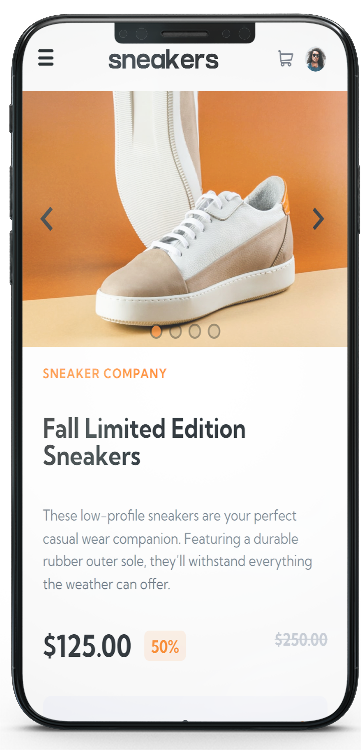 sneakers
SNEAKER COMPANY
Fall Limited Edition
Sneakers
These low-profile sneakers are your perfect
casual wear companion. Featuring a durable
rubber outer sole, they'll withstand everything
the weather can offer.
$125.00 50% $250.00